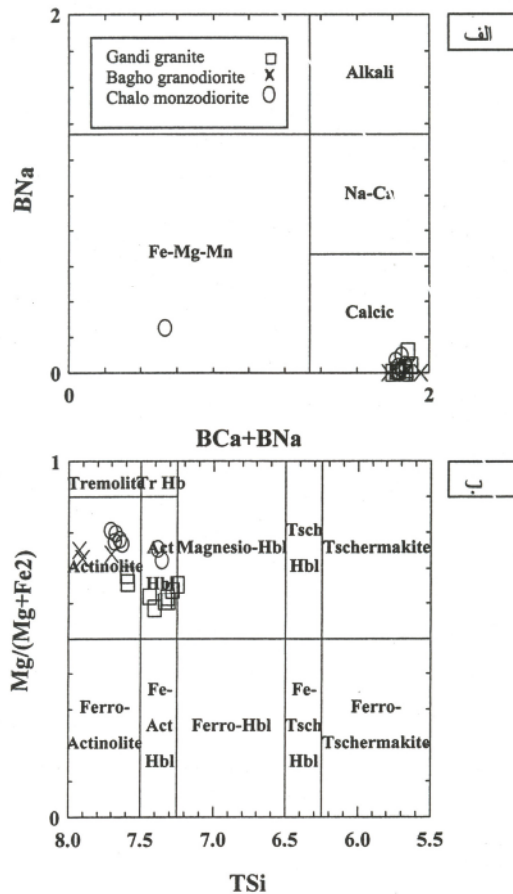 2
الف
Gandi granite
Bagho granodiorite
Chalo monzodiorite
Alkali
BNa
Na-Ca
Fe-Mg-Mn
Calcic
0
0
2
BCa+BNa
ب
1
Tremolite
Tr Hb
Mg/(Mg+Fe2)
Actinolite
Act
Hbl
Magnesio-Hbl
Tsch
Hbl
Tschermakite
Ferro-
Actinolite
Fe-
Act
Hbl
Ferro-Hbl
Fe-
Tsch
Hbl
Ferro-
Tschermakite
0
8.0
7.5
7.0
6.5
6.0
5.5
TSi